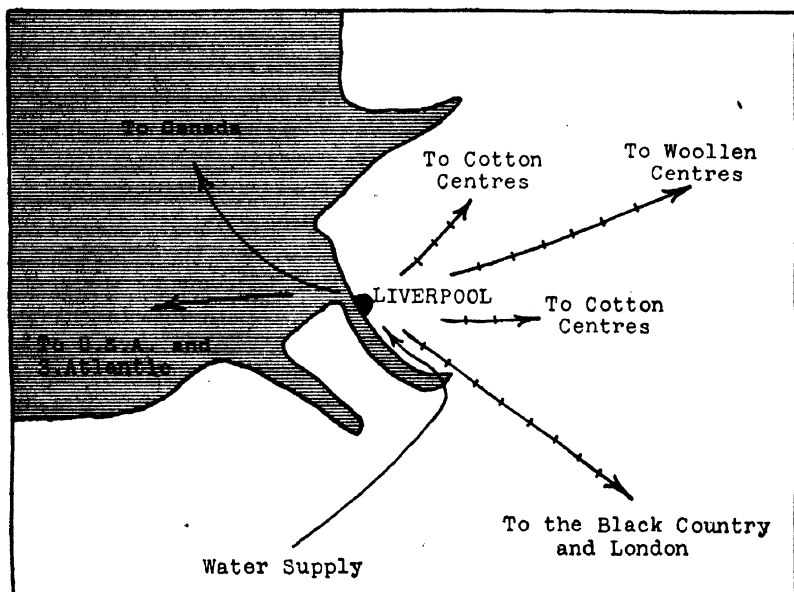 To Canada
To Cotton
Centres
To Woollen
Centres
LIVERPOOL
To Cotton
Centres
To U.S.A. and
S.Atlantic
To the Black Country
and London
Water Supply